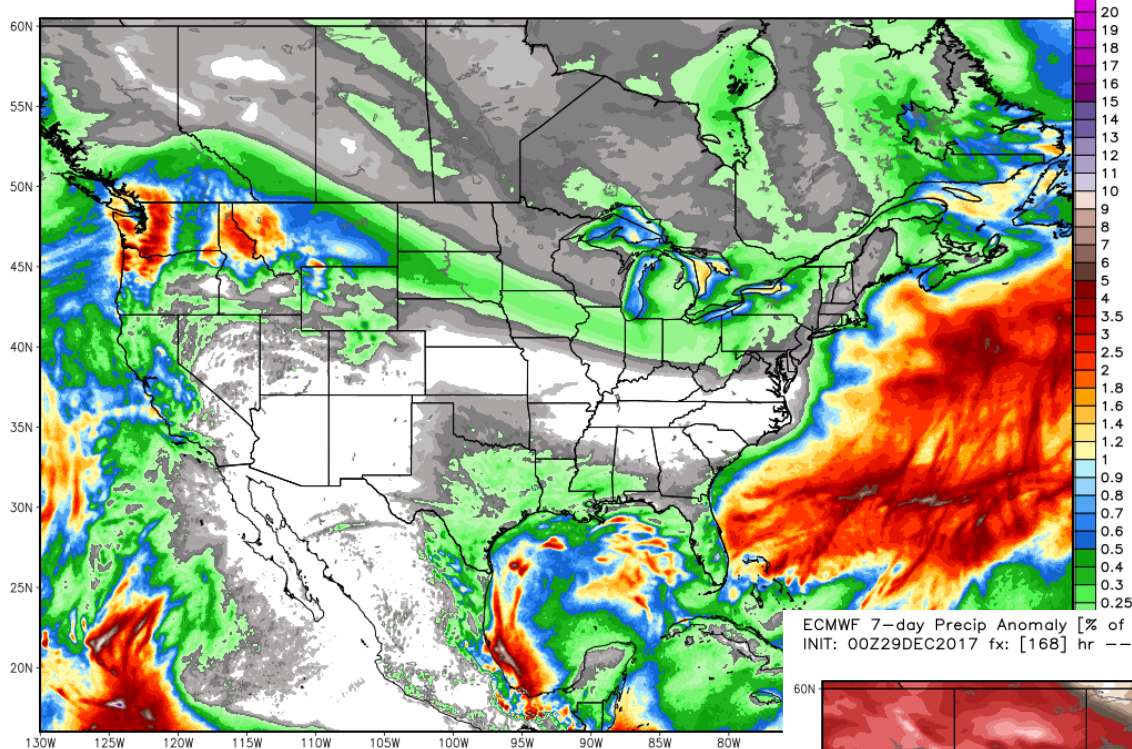 60N
55N
50N
45N
40N
35N
30N
25N
20N
130W 125W 120W 115W 110W 105W 100W 95W 90W 85W 80W
20
19
18
17
16
15
14
13
12
11
10
9
8
7
6
5
4
3.5
3
2.5
2
1.8
1.6
1.4
1.2
1
0.9
0.8
0.7
0.6
0.5
0.4
0.3
0.25
ECMWF 7-day Precip Anomaly [% of
INIT: 00Z29DEC2017 fx: [168] hr --
60N